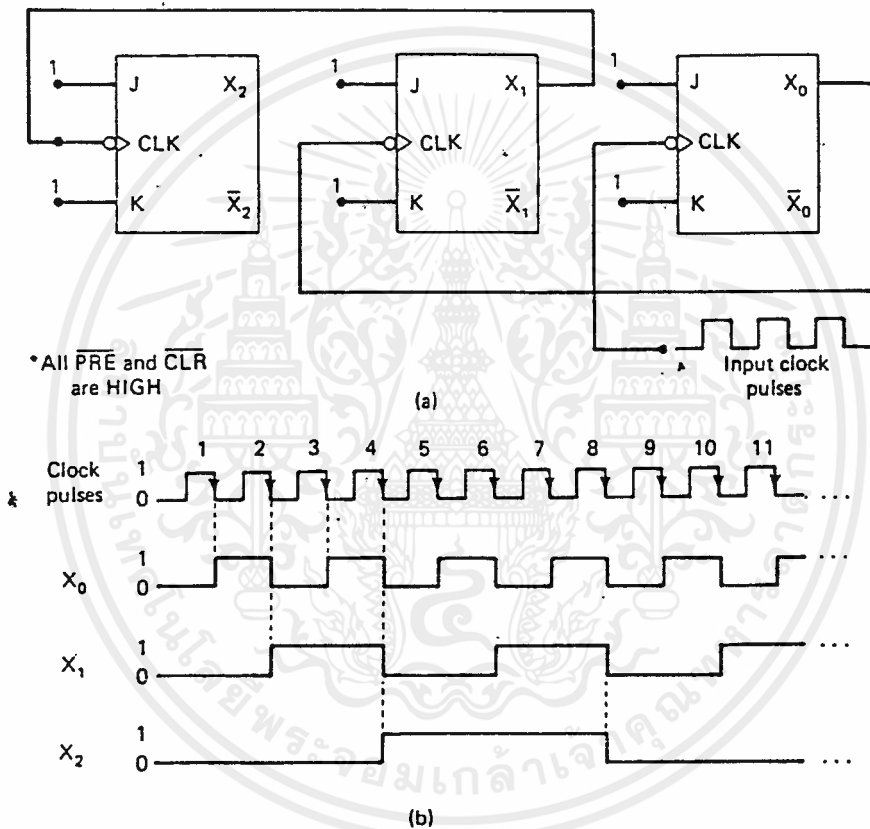 1
1
1
J
X₂
J
X₁
J
X₀
CLK
CLK
CLK
1
1
1
K
X̅₂
K
X̅₁
K
X̅₀
*All P̅R̅E̅ and C̅L̅R̅
are HIGH
Input clock
pulses
(a)
Clock
pulses
1 2 3 4 5 6 7 8 9 10 11
1
0
...
X₀
1
0
...
X₁
1
0
...
X₂
1
0
...
(b)